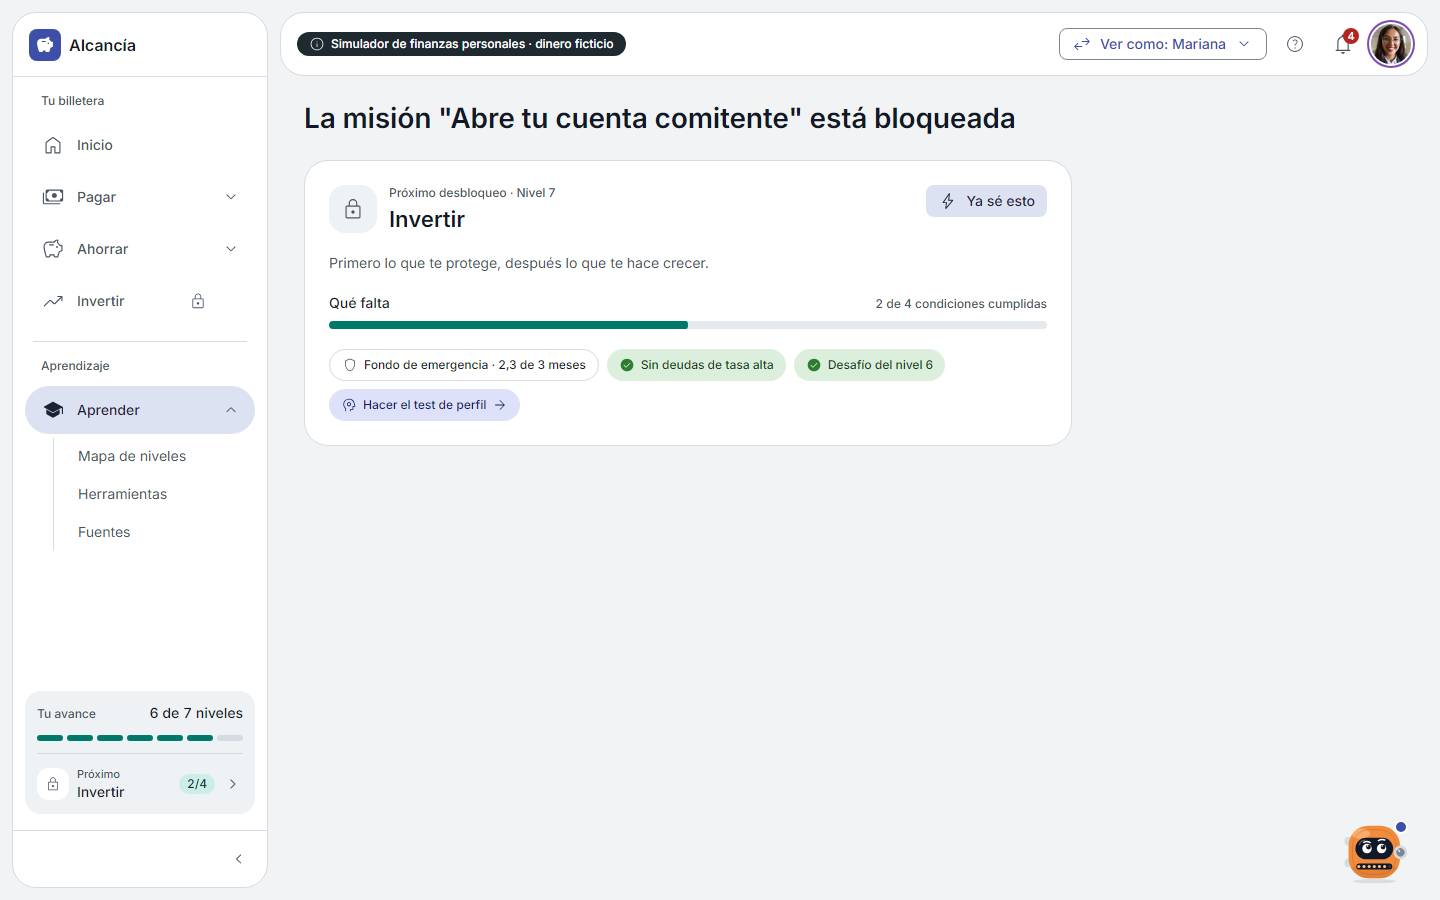 Alcancía
Simulador de finanzas personales · dinero ficticio
Ver como: Mariana
4
Tu billetera
Inicio
Pagar
Ahorrar
Invertir
Aprendizaje
Aprender
Mapa de niveles
Herramientas
Fuentes
Tu avance
6 de 7 niveles
Próximo
Invertir
2/4
La misión "Abre tu cuenta comitente" está bloqueada
Próximo desbloqueo · Nivel 7
Invertir
Ya sé esto
Primero lo que te protege, después lo que te hace crecer.
Qué falta
2 de 4 condiciones cumplidas
Fondo de emergencia · 2,3 de 3 meses
Sin deudas de tasa alta
Desafío del nivel 6
Hacer el test de perfil